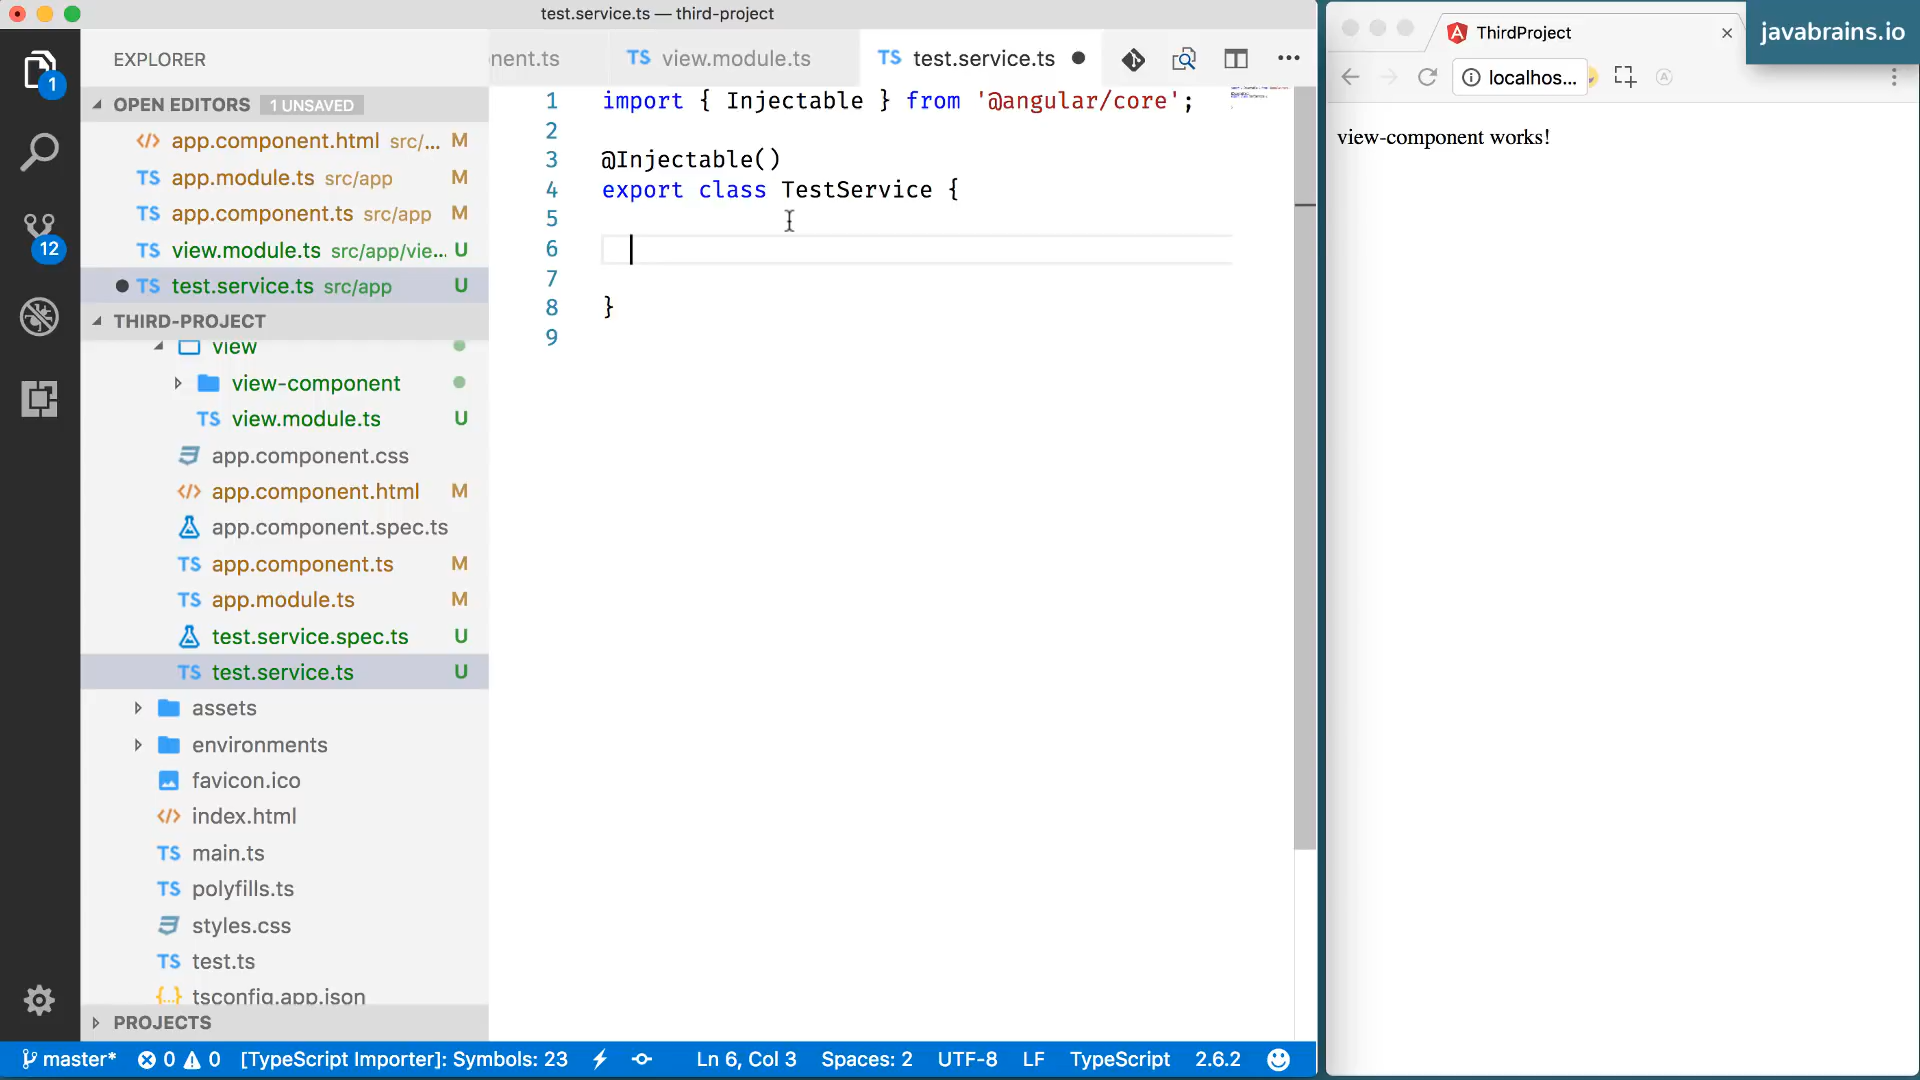 test.service.ts — third-project
EXPLORER
OPEN EDITORS 1 UNSAVED
app.component.html src/... M
TS app.module.ts src/app M
TS app.component.ts src/app M
TS view.module.ts src/app/vie... U
TS test.service.ts src/app U
THIRD-PROJECT
view
view-component
TS view.module.ts U
app.component.css
app.component.html M
app.component.spec.ts
TS app.component.ts M
TS app.module.ts M
test.service.spec.ts U
TS test.service.ts U
assets
environments
favicon.ico
index.html
TS main.ts
TS polyfills.ts
styles.css
TS test.ts
tsconfig.app.json
PROJECTS
1
12
nent.ts
TS view.module.ts
TS test.service.ts
1 import { Injectable } from '@angular/core';
2
3 @Injectable()
4 export class TestService {
5
6
7
8 }
9
master* 0 0 [TypeScript Importer]: Symbols: 23 Ln 6, Col 3 Spaces: 2 UTF-8 LF TypeScript 2.6.2
ThirdProject
javabrains.io
localhos...
view-component works!